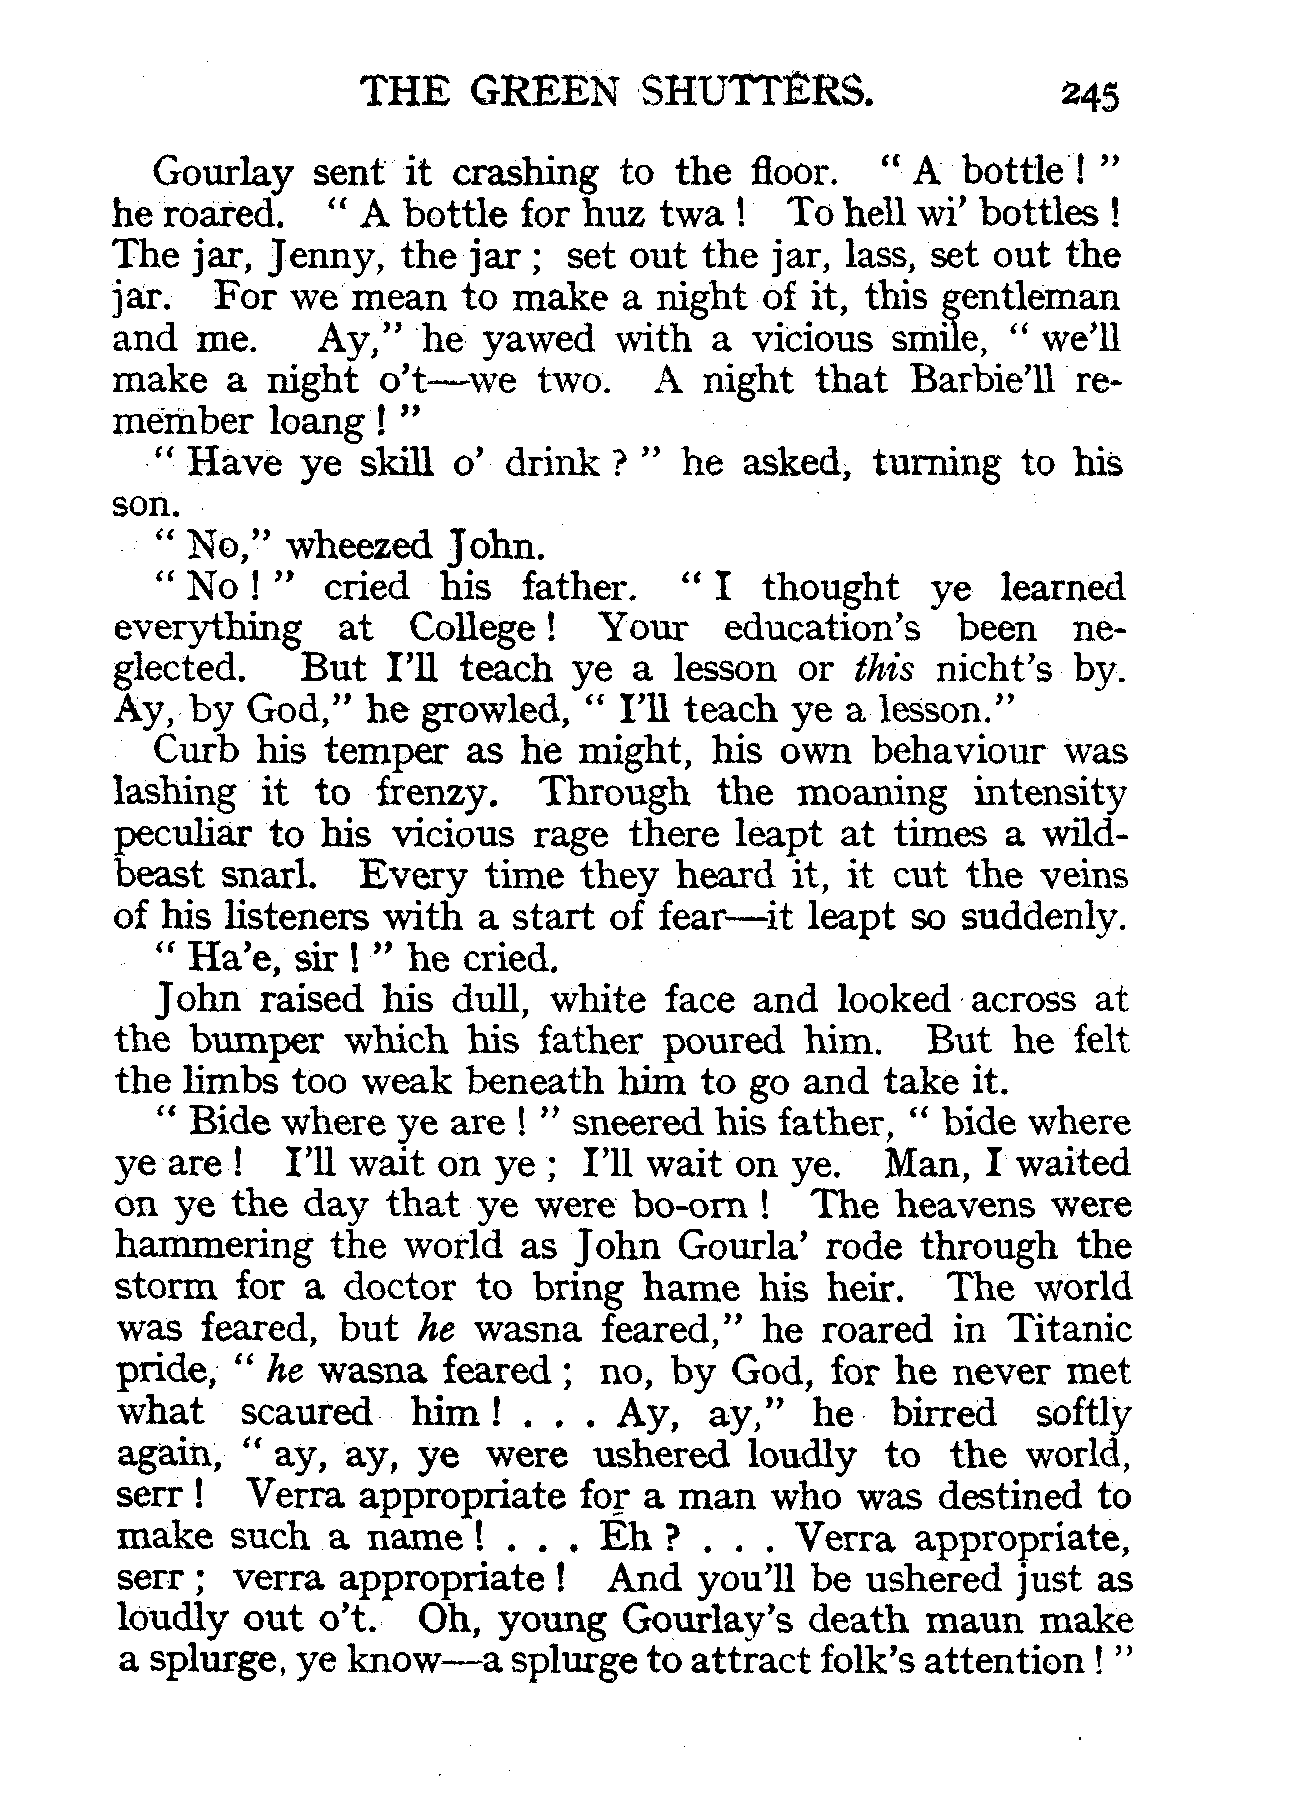 THE GREEN SHUTTERS. 245
Gourlay sent it crashing to the floor. " A bottle ! "
he roared. " A bottle for huz twa ! To hell wi' bottles !
The jar, Jenny, the jar ; set out the jar, lass, set out the
jar. For we mean to make a night of it, this gentleman
and me. Ay," he yawed with a vicious smile, " we'll
make a night o't—we two. A night that Barbie'll re-
member loang ! "
" Have ye skill o' drink ? " he asked, turning to his
son.
" No," wheezed John.
" No ! " cried his father. " I thought ye learned
everything at College ! Your education's been ne-
glected. But I'll teach ye a lesson or this nicht's by.
Ay, by God," he growled, " I'll teach ye a lesson."
Curb his temper as he might, his own behaviour was
lashing it to frenzy. Through the moaning intensity
peculiar to his vicious rage there leapt at times a wild-
beast snarl. Every time they heard it, it cut the veins
of his listeners with a start of fear—it leapt so suddenly.
" Ha'e, sir ! " he cried.
John raised his dull, white face and looked across at
the bumper which his father poured him. But he felt
the limbs too weak beneath him to go and take it.
" Bide where ye are ! " sneered his father, " bide where
ye are ! I'll wait on ye ; I'll wait on ye. Man, I waited
on ye the day that ye were bo-orn ! The heavens were
hammering the world as John Gourla' rode through the
storm for a doctor to bring hame his heir. The world
was feared, but he wasna feared," he roared in Titanic
pride, " he wasna feared ; no, by God, for he never met
what scaured him ! . . . Ay, ay," he birred softly
again, " ay, ay, ye were ushered loudly to the world,
serr ! Verra appropriate for a man who was destined to
make such a name ! . . . Eh ? . . . Verra appropriate,
serr ; verra appropriate ! And you'll be ushered just as
loudly out o't. Oh, young Gourlay's death maun make
a splurge, ye know—a splurge to attract folk's attention ! "